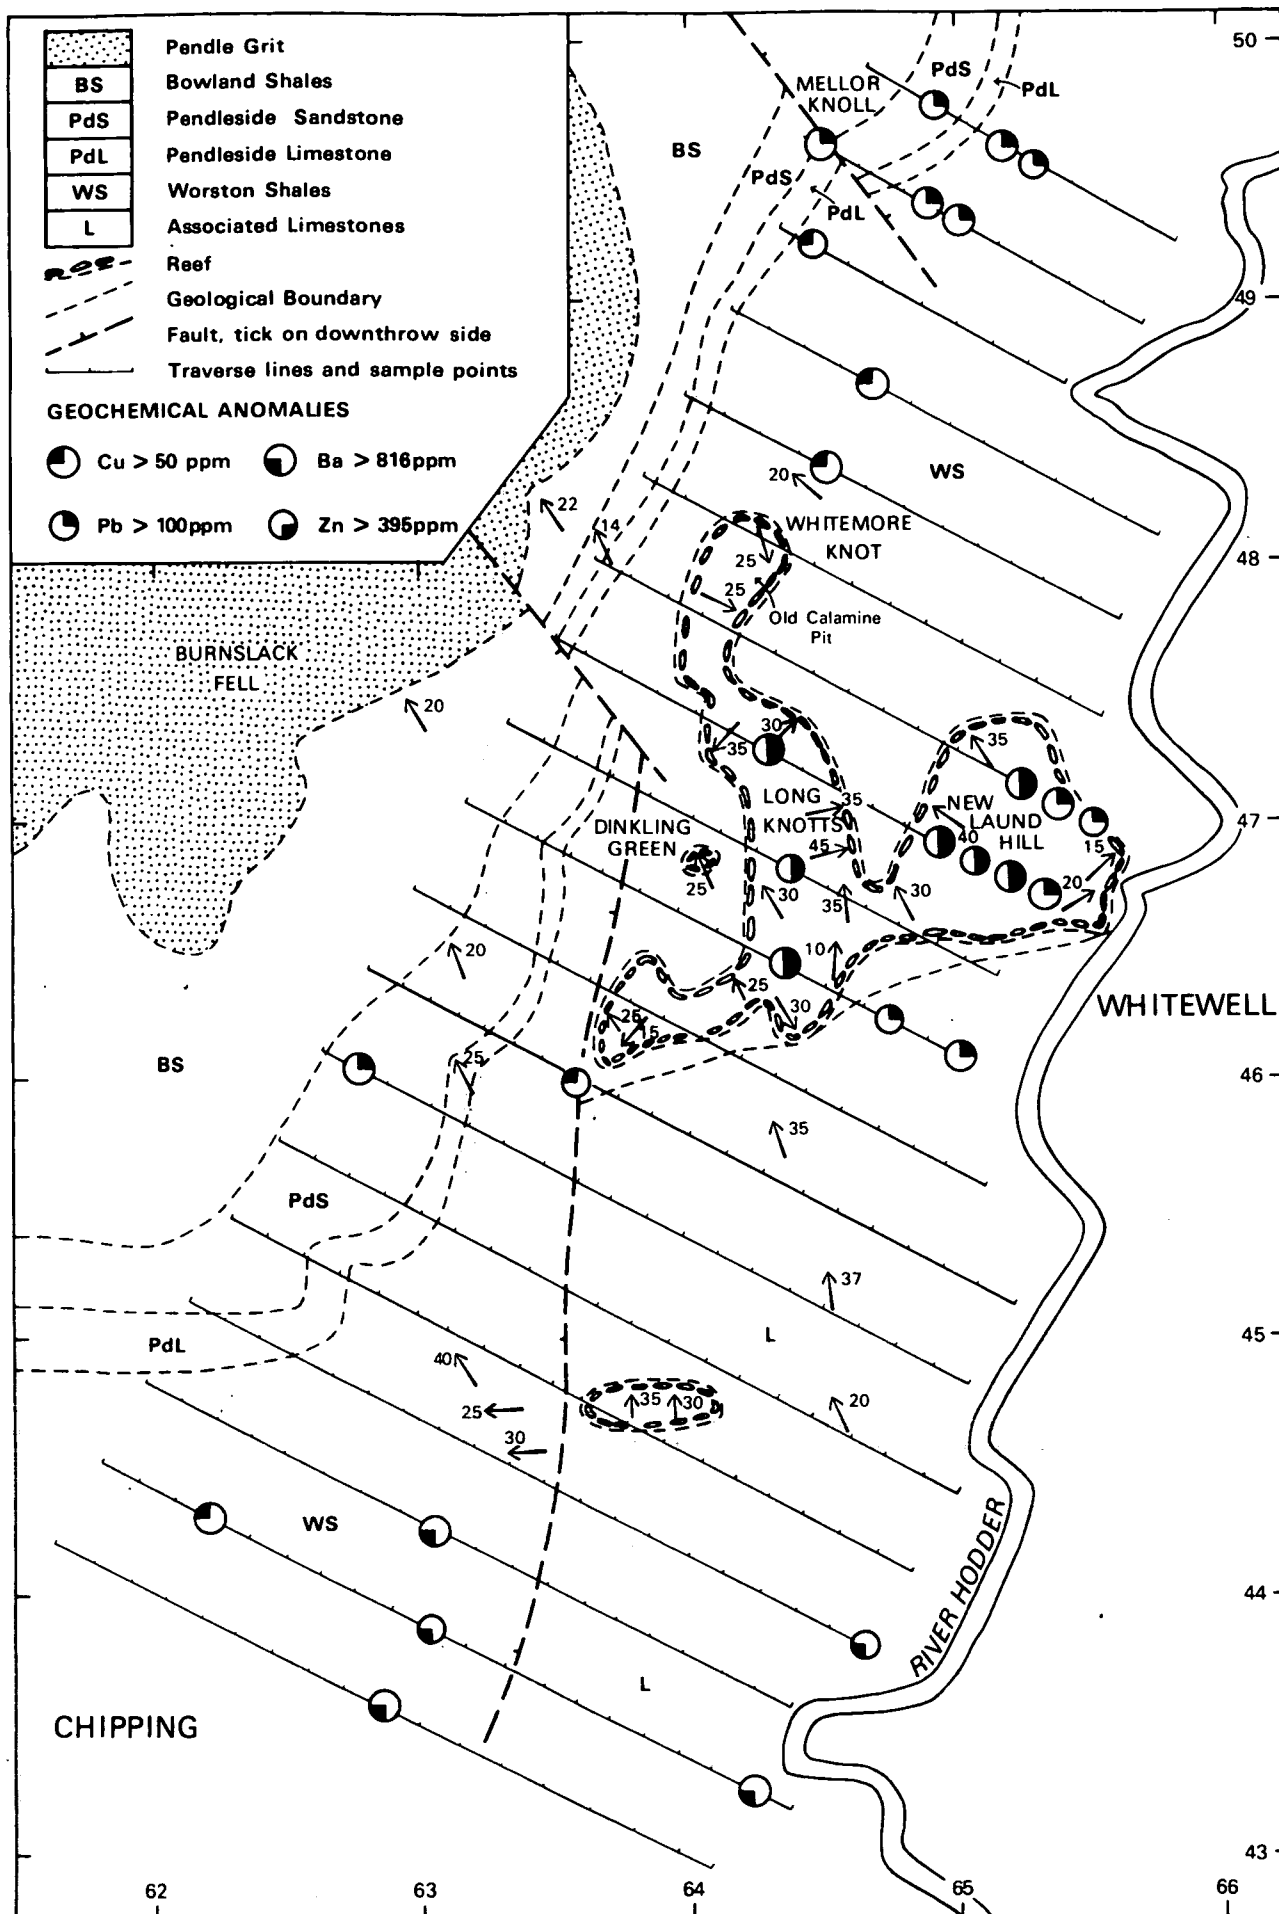 Pendle Grit
BS Bowland Shales
PdS Pendleside Sandstone
PdL Pendleside Limestone
WS Worston Shales
L Associated Limestones
Reef
Geological Boundary
Fault, tick on downthrow side
Traverse lines and sample points
GEOCHEMICAL ANOMALIES
Cu > 50 ppm
Ba > 816ppm
Pb > 100ppm
Zn > 395ppm
50
PdS
MELLOR
KNOLL
PdL
BS
PdS
PdL
49
20
WS
22
14
WHITEMORE
KNOT
25
25
48
Old Calamine
Pit
BURNSLACK
FELL
20
30
35
35
LONG
KNOTTS
35
45
NEW
LAUND
HILL
40
47
15
20
DINKLING
GREEN
25
30
35
30
20
10
25
30
25
15
WHITEWELL
BS
25
46
35
PdS
37
L
45
PdL
40
25
30
35
30
20
WS
RIVER HODDER
44
L
CHIPPING
43
62
63
64
65
66